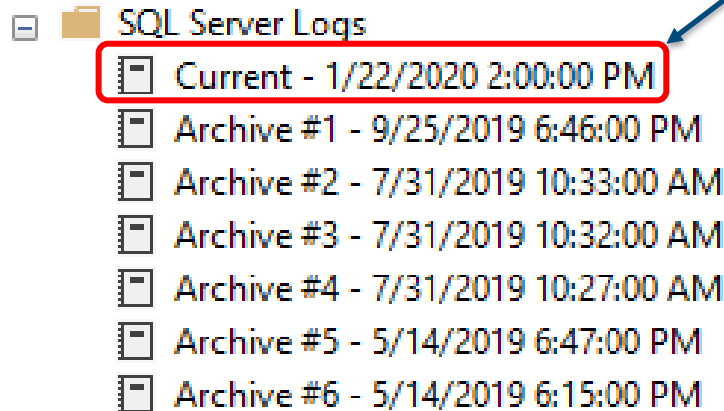 SQL Server Logs
Current - 1/22/2020 2:00:00 PM
Archive #1 - 9/25/2019 6:46:00 PM
Archive #2 - 7/31/2019 10:33:00 AM
Archive #3 - 7/31/2019 10:32:00 AM
Archive #4 - 7/31/2019 10:27:00 AM
Archive #5 - 5/14/2019 6:47:00 PM
Archive #6 - 5/14/2019 6:15:00 PM